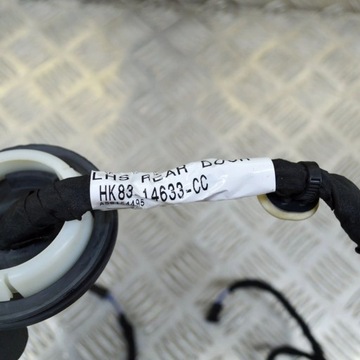 LHS REAR DOOR
HK83 14633-CC